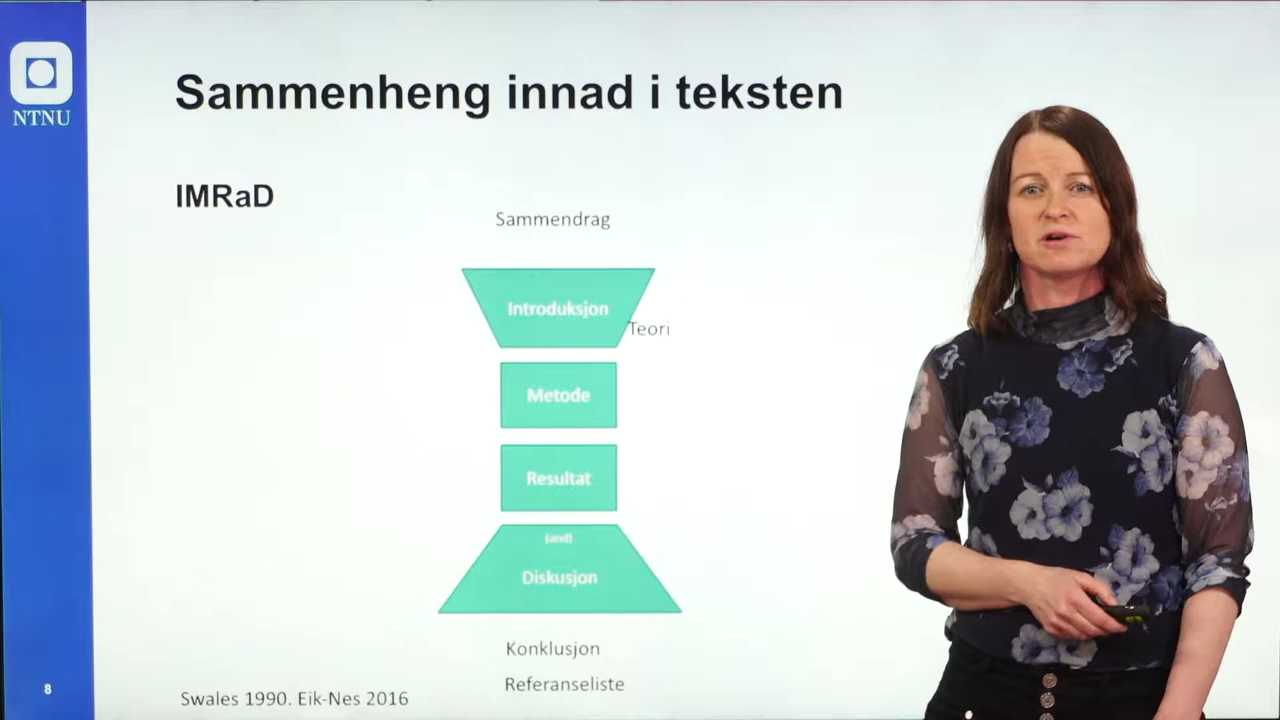 NTNU
Sammenheng innad i teksten
IMRaD
Sammendrag
Introduksjon
Teori
Metode
Resultat
(and)
Diskusjon
Konklusjon
Referanseliste
Swales 1990. Eik-Nes 2016
8